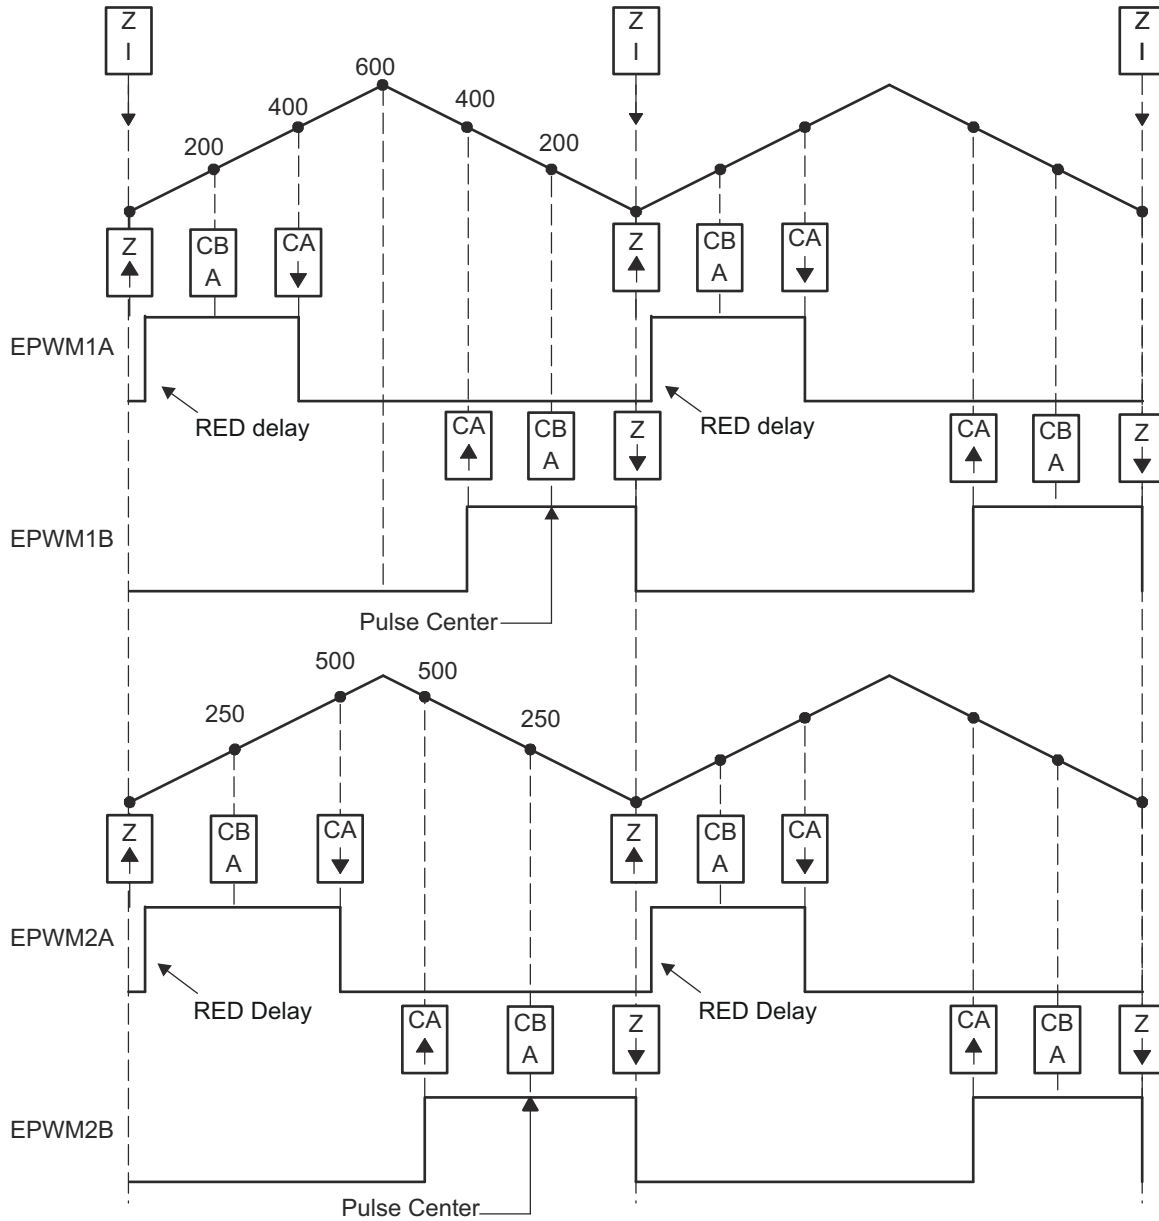 Z
I
Z
I
Z
I
600
400
400
200
200
Z
CB
A
CA
Z
CB
A
CA
EPWM1A
RED delay
RED delay
CA
CB
A
Z
CA
CB
A
Z
EPWM1B
Pulse Center
500
500
250
250
Z
CB
A
CA
Z
CB
A
CA
EPWM2A
RED Delay
RED Delay
CA
CB
A
Z
CA
CB
A
Z
EPWM2B
Pulse Center